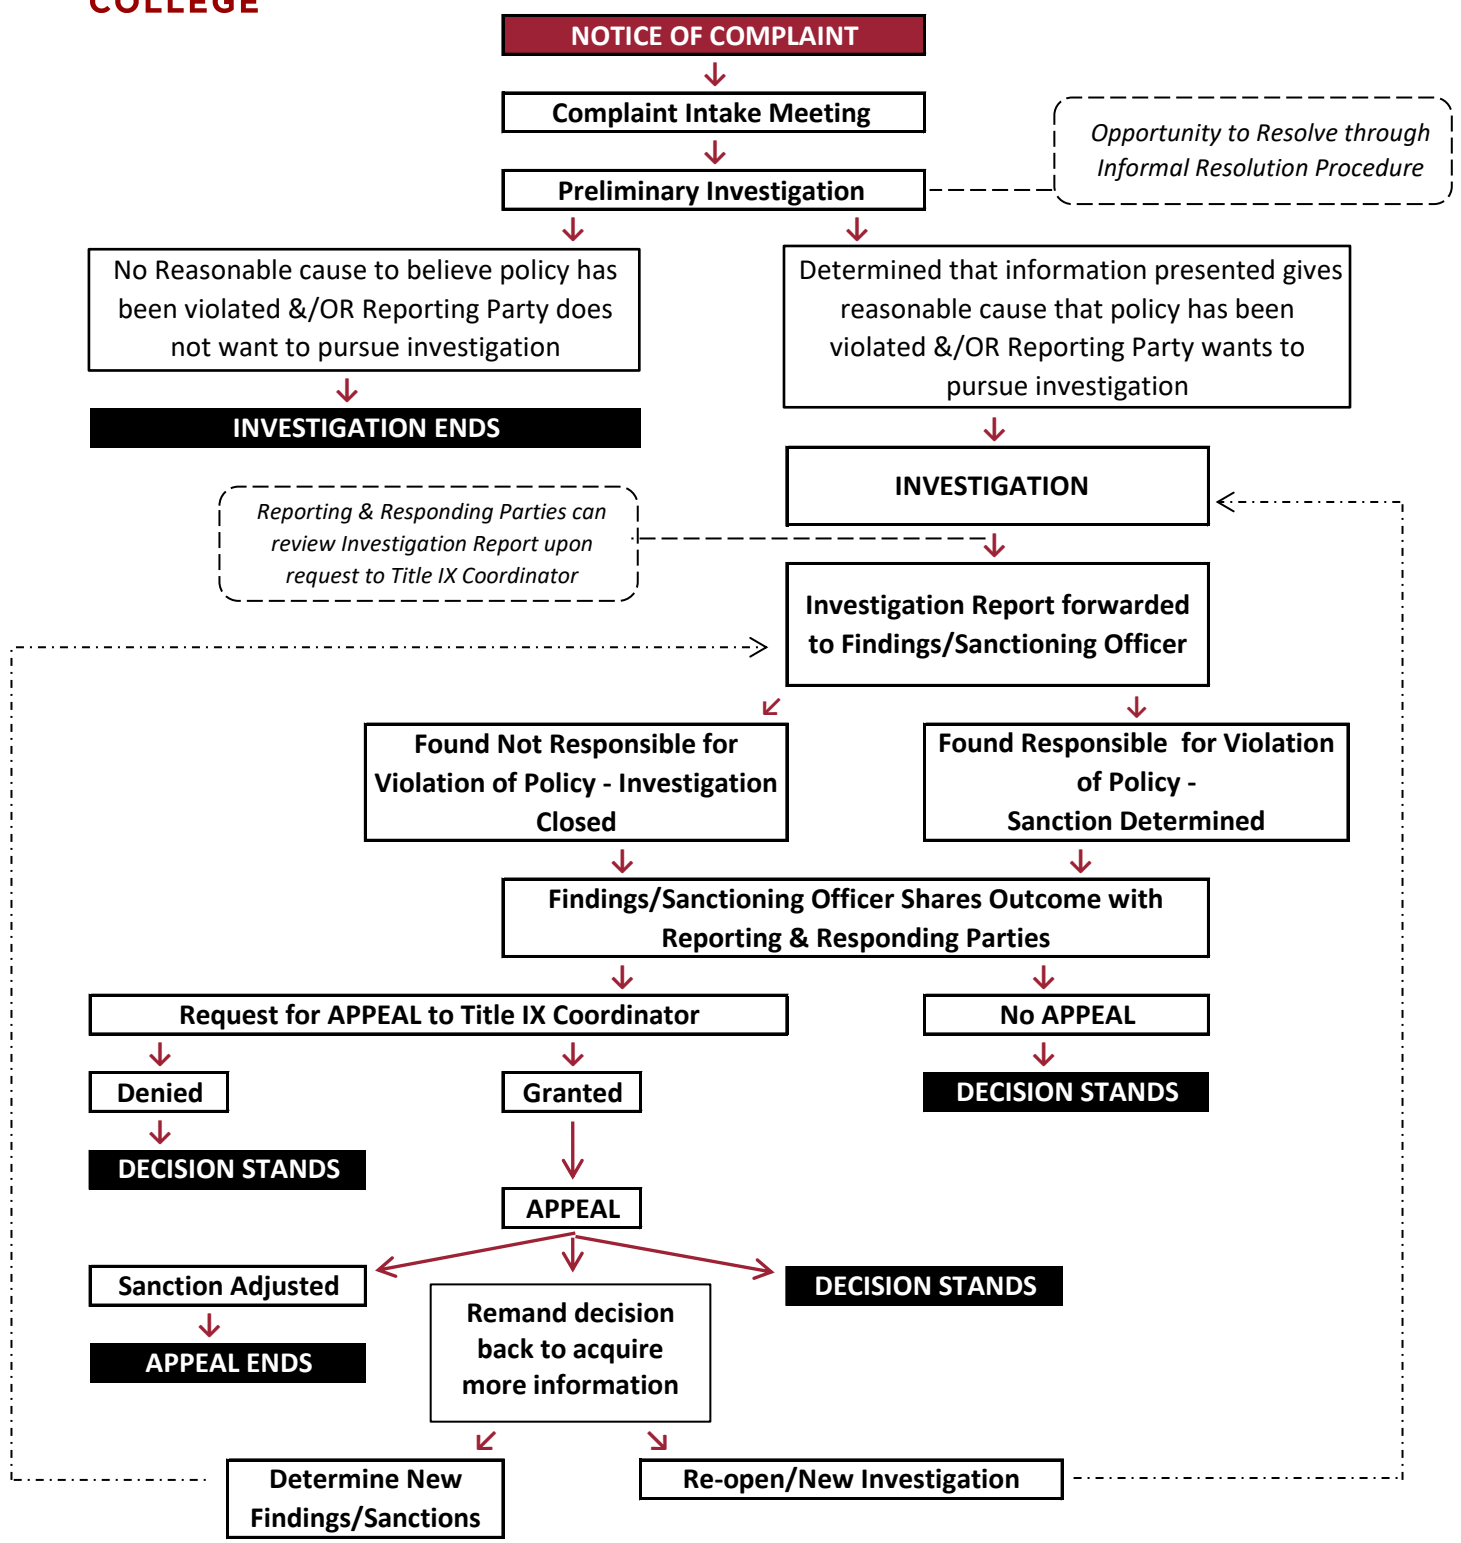 COLLEGE
NOTICE OF COMPLAINT
Complaint Intake Meeting
Opportunity to Resolve through
Informal Resolution Procedure
Preliminary Investigation
No Reasonable cause to believe policy has
been violated &/OR Reporting Party does
not want to pursue investigation
Determined that information presented gives
reasonable cause that policy has been
violated &/OR Reporting Party wants to
pursue investigation
INVESTIGATION ENDS
INVESTIGATION
Reporting & Responding Parties can
review Investigation Report upon
request to Title IX Coordinator
Investigation Report forwarded
to Findings/Sanctioning Officer
Found Not Responsible for
Violation of Policy - Investigation
Closed
Found Responsible for Violation
of Policy -
Sanction Determined
Findings/Sanctioning Officer Shares Outcome with
Reporting & Responding Parties
Request for APPEAL to Title IX Coordinator
No APPEAL
Denied
Granted
DECISION STANDS
DECISION STANDS
APPEAL
Sanction Adjusted
DECISION STANDS
Remand decision
back to acquire
more information
APPEAL ENDS
Determine New
Findings/Sanctions
Re-open/New Investigation